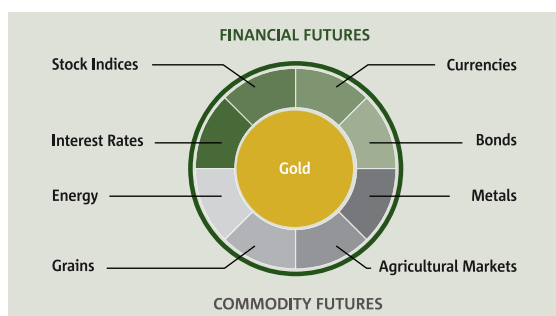 FINANCIAL FUTURES
Stock Indices
Currencies
Interest Rates
Bonds
Gold
Energy
Metals
Grains
Agricultural Markets
COMMODITY FUTURES